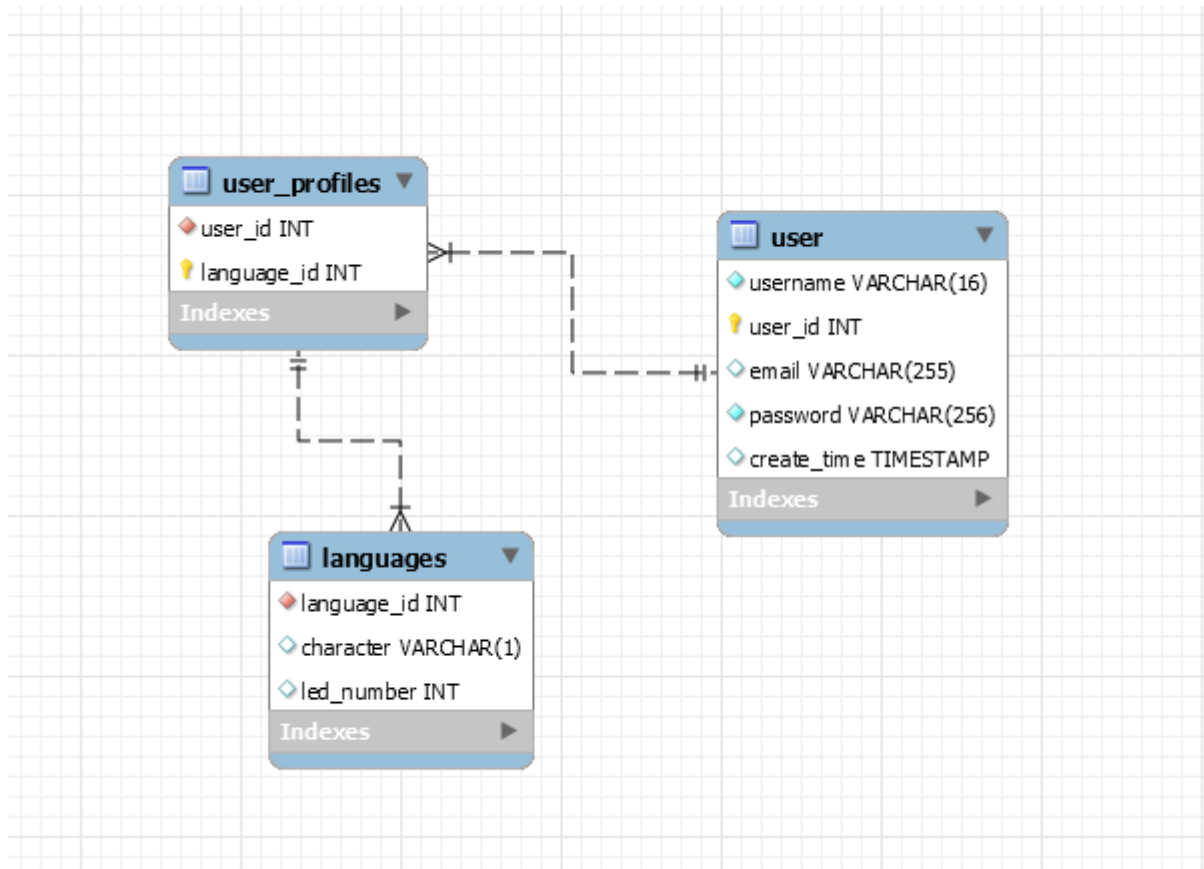 user_profiles
user_id INT
language_id INT
Indexes
user
username VARCHAR(16)
user_id INT
email VARCHAR(255)
password VARCHAR(256)
create_time TIMESTAMP
Indexes
languages
language_id INT
character VARCHAR(1)
led_number INT
Indexes